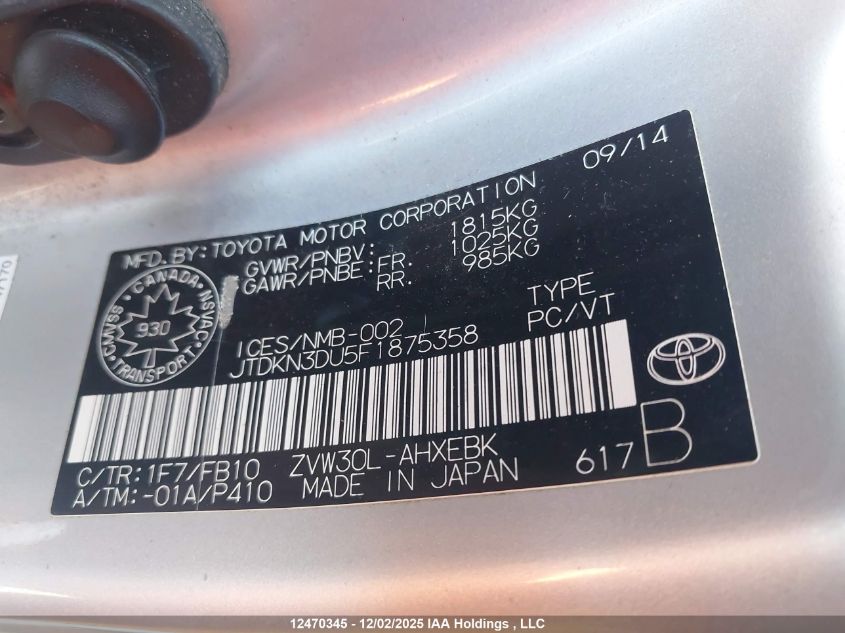 09/14
MFD. BY: TOYOTA MOTOR CORPORATION
GVWR/PNBV: 1815KG
GAWR/PNBE: FR. 1025KG
RR. 985KG
CANADA
CMVSS NSVAC
930
TRANSPORT
TYPE
ICES/NMB-002 PC/VT
JTDKN3DU5F1875358
C/TR: 1F7/FB10 ZVW30L-AHXEBK 617 B
A/TM: -01A/P410 MADE IN JAPAN
12470345 - 12/02/2025 IAA Holdings , LLC